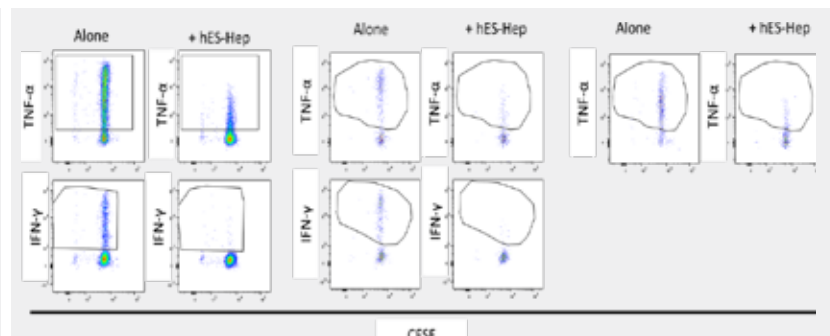 Alone
+ hES-Hep
Alone
+ hES-Hep
Alone
+ hES-Hep
TNF-α
TNF-α
TNF-α
TNF-α
TNF-α
TNF-α
IFN-γ
IFN-γ
IFN-γ
IFN-γ
CFSE